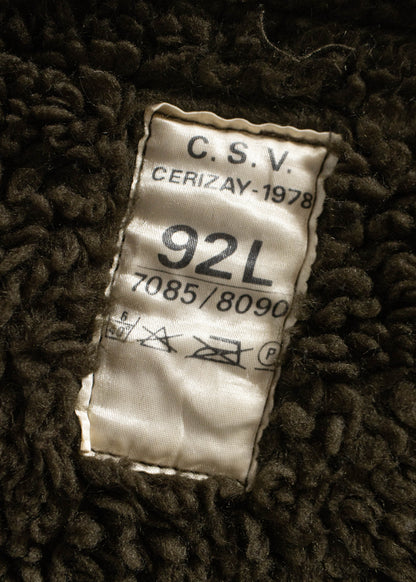 C. S. V.
CERIZAY-1978
92L
7085/8090
P